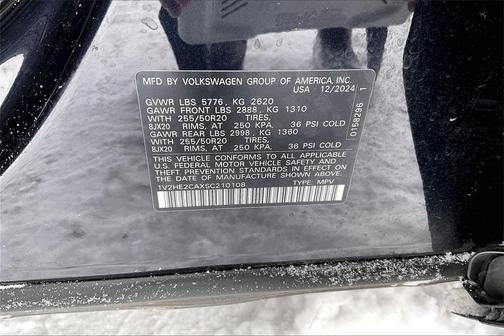 MFD BY VOLKSWAGEN GROUP OF AMERICA, INC.
USA 12/2024
GVWR LBS 5776, KG 2620
GAWR FRONT LBS 2888, KG 1310
WITH 255/50R20 TIRES,
8JX20 RIMS, AT 250 KPA. 36 PSI COLD
GAWR REAR LBS 2998, KG 1360
WITH 255/50R20 TIRES,
8JX20 RIMS, AT 250 KPA. 36 PSI COLD
THIS VEHICLE CONFORMS TO ALL APPLICABLE
U.S. FEDERAL MOTOR VEHICLE SAFETY AND
THEFT PREVENTION STANDARDS IN EFFECT ON
THE DATE OF MANUFACTURE SHOWN ABOVE.
1V2HE2CAXSC210108 TYPE: MPV
0158296 1